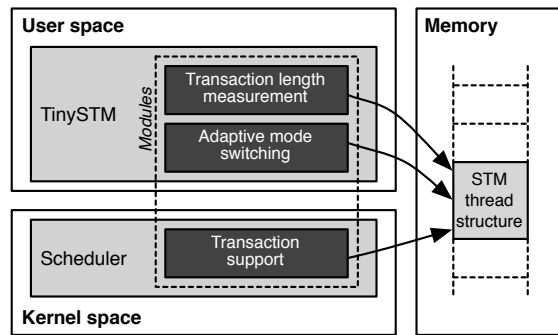 User space
TinySTM
Modules
Transaction length
measurement
Adaptive mode
switching
Scheduler
Transaction
support
Kernel space
Memory
STM
thread
structure